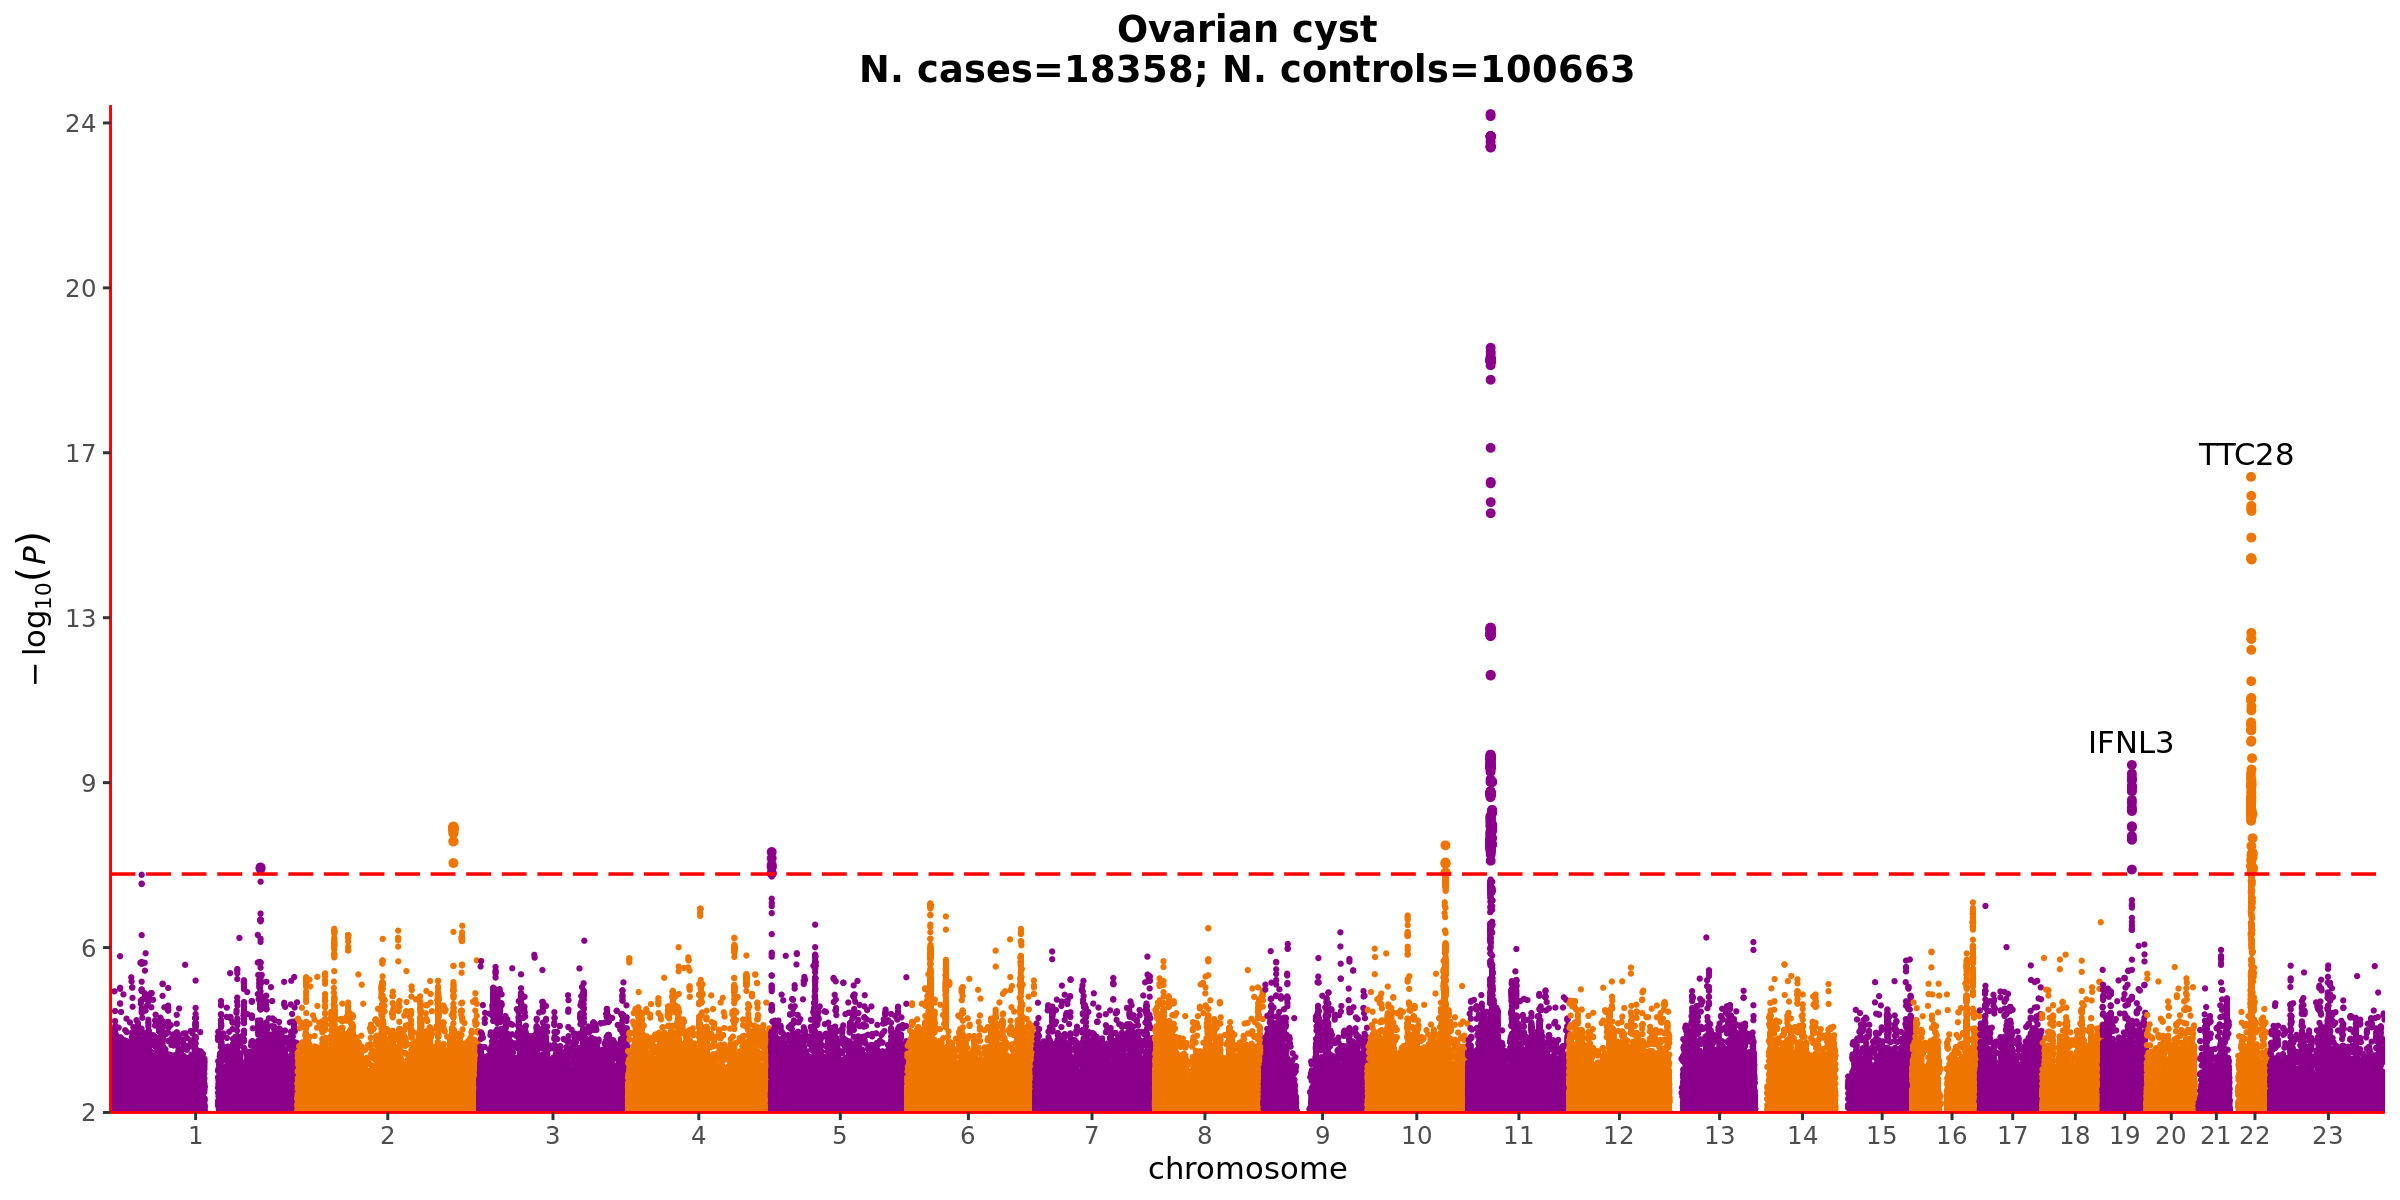 Ovarian cyst
N. cases=18358; N. controls=100663
24
20
17
13
9
6
2
−log10(P)
TTC28
IFNL3
1 2 3 4 5 6 7 8 9 10 11 12 13 14 15 16 17 18 19 20 21 22 23
chromosome